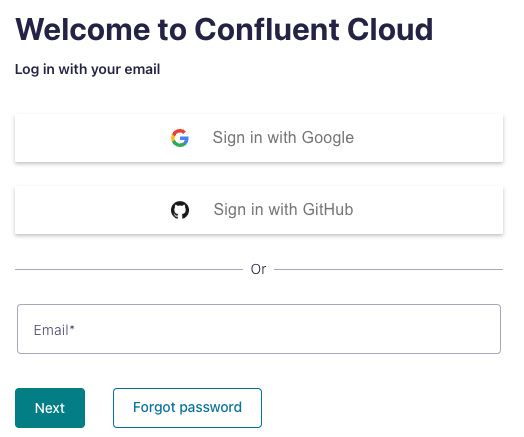 Welcome to Confluent Cloud
Log in with your email
Sign in with Google
Sign in with GitHub
Or
Email*
Next
Forgot password